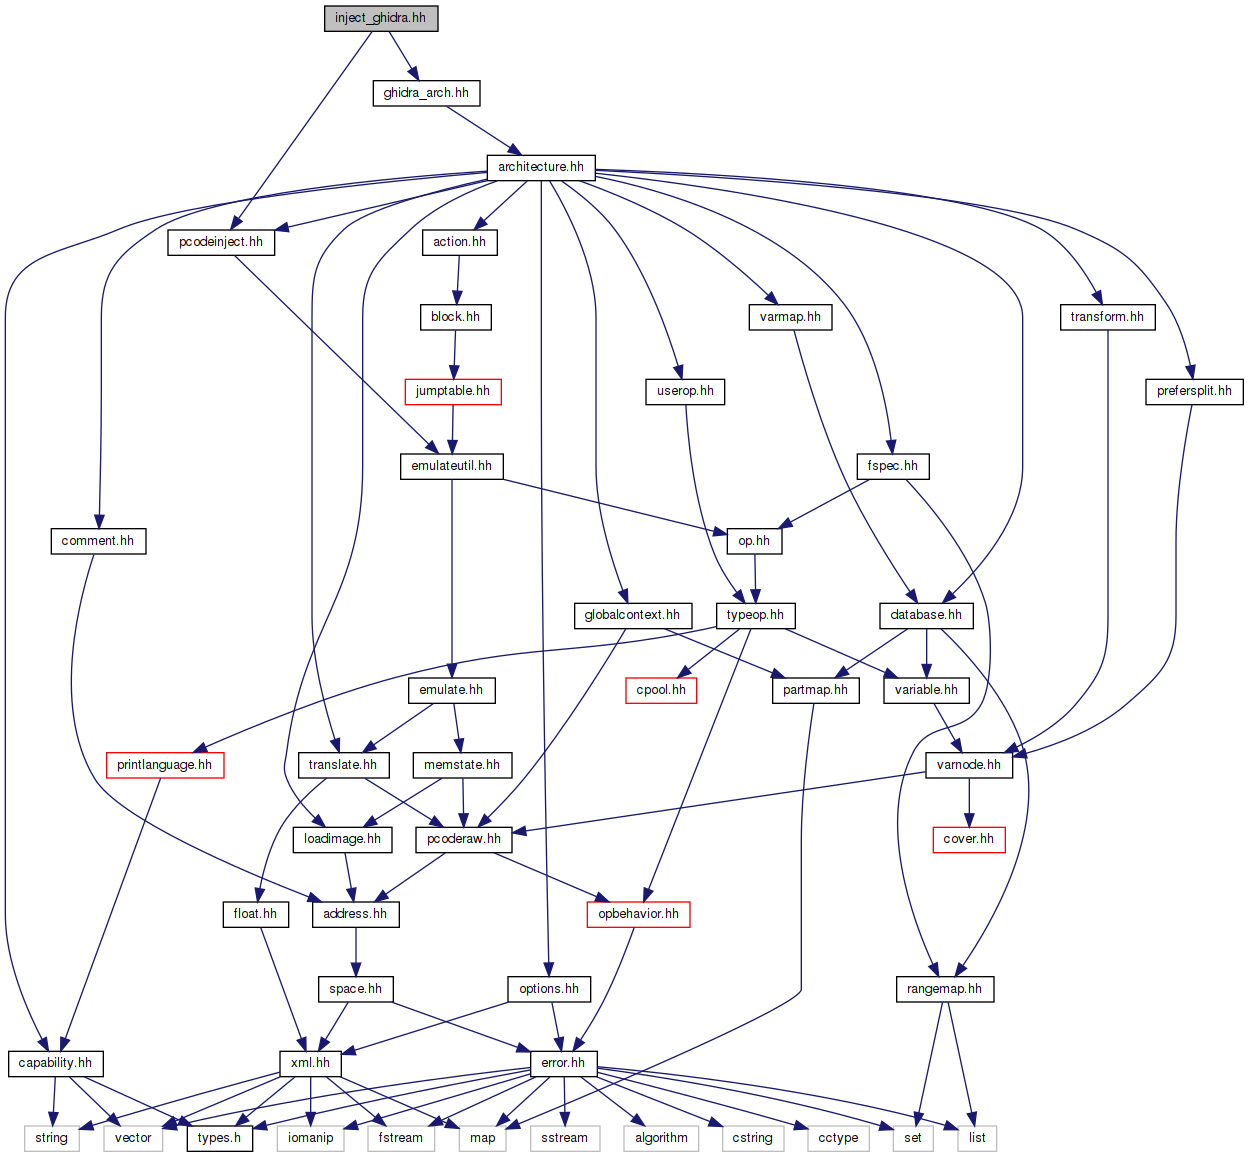 inject_ghidra.hh
ghidra_arch.hh
architecture.hh
pcodeinject.hh
action.hh
block.hh
varmap.hh
transform.hh
jumptable.hh
userop.hh
prefersplit.hh
emulateutil.hh
fspec.hh
comment.hh
op.hh
globalcontext.hh
typeop.hh
database.hh
emulate.hh
cpool.hh
partmap.hh
variable.hh
printlanguage.hh
translate.hh
memstate.hh
varnode.hh
loadimage.hh
pcoderaw.hh
cover.hh
float.hh
address.hh
opbehavior.hh
space.hh
options.hh
rangemap.hh
capability.hh
xml.hh
error.hh
string
vector
types.h
iomanip
fstream
map
sstream
algorithm
cstring
cctype
set
list